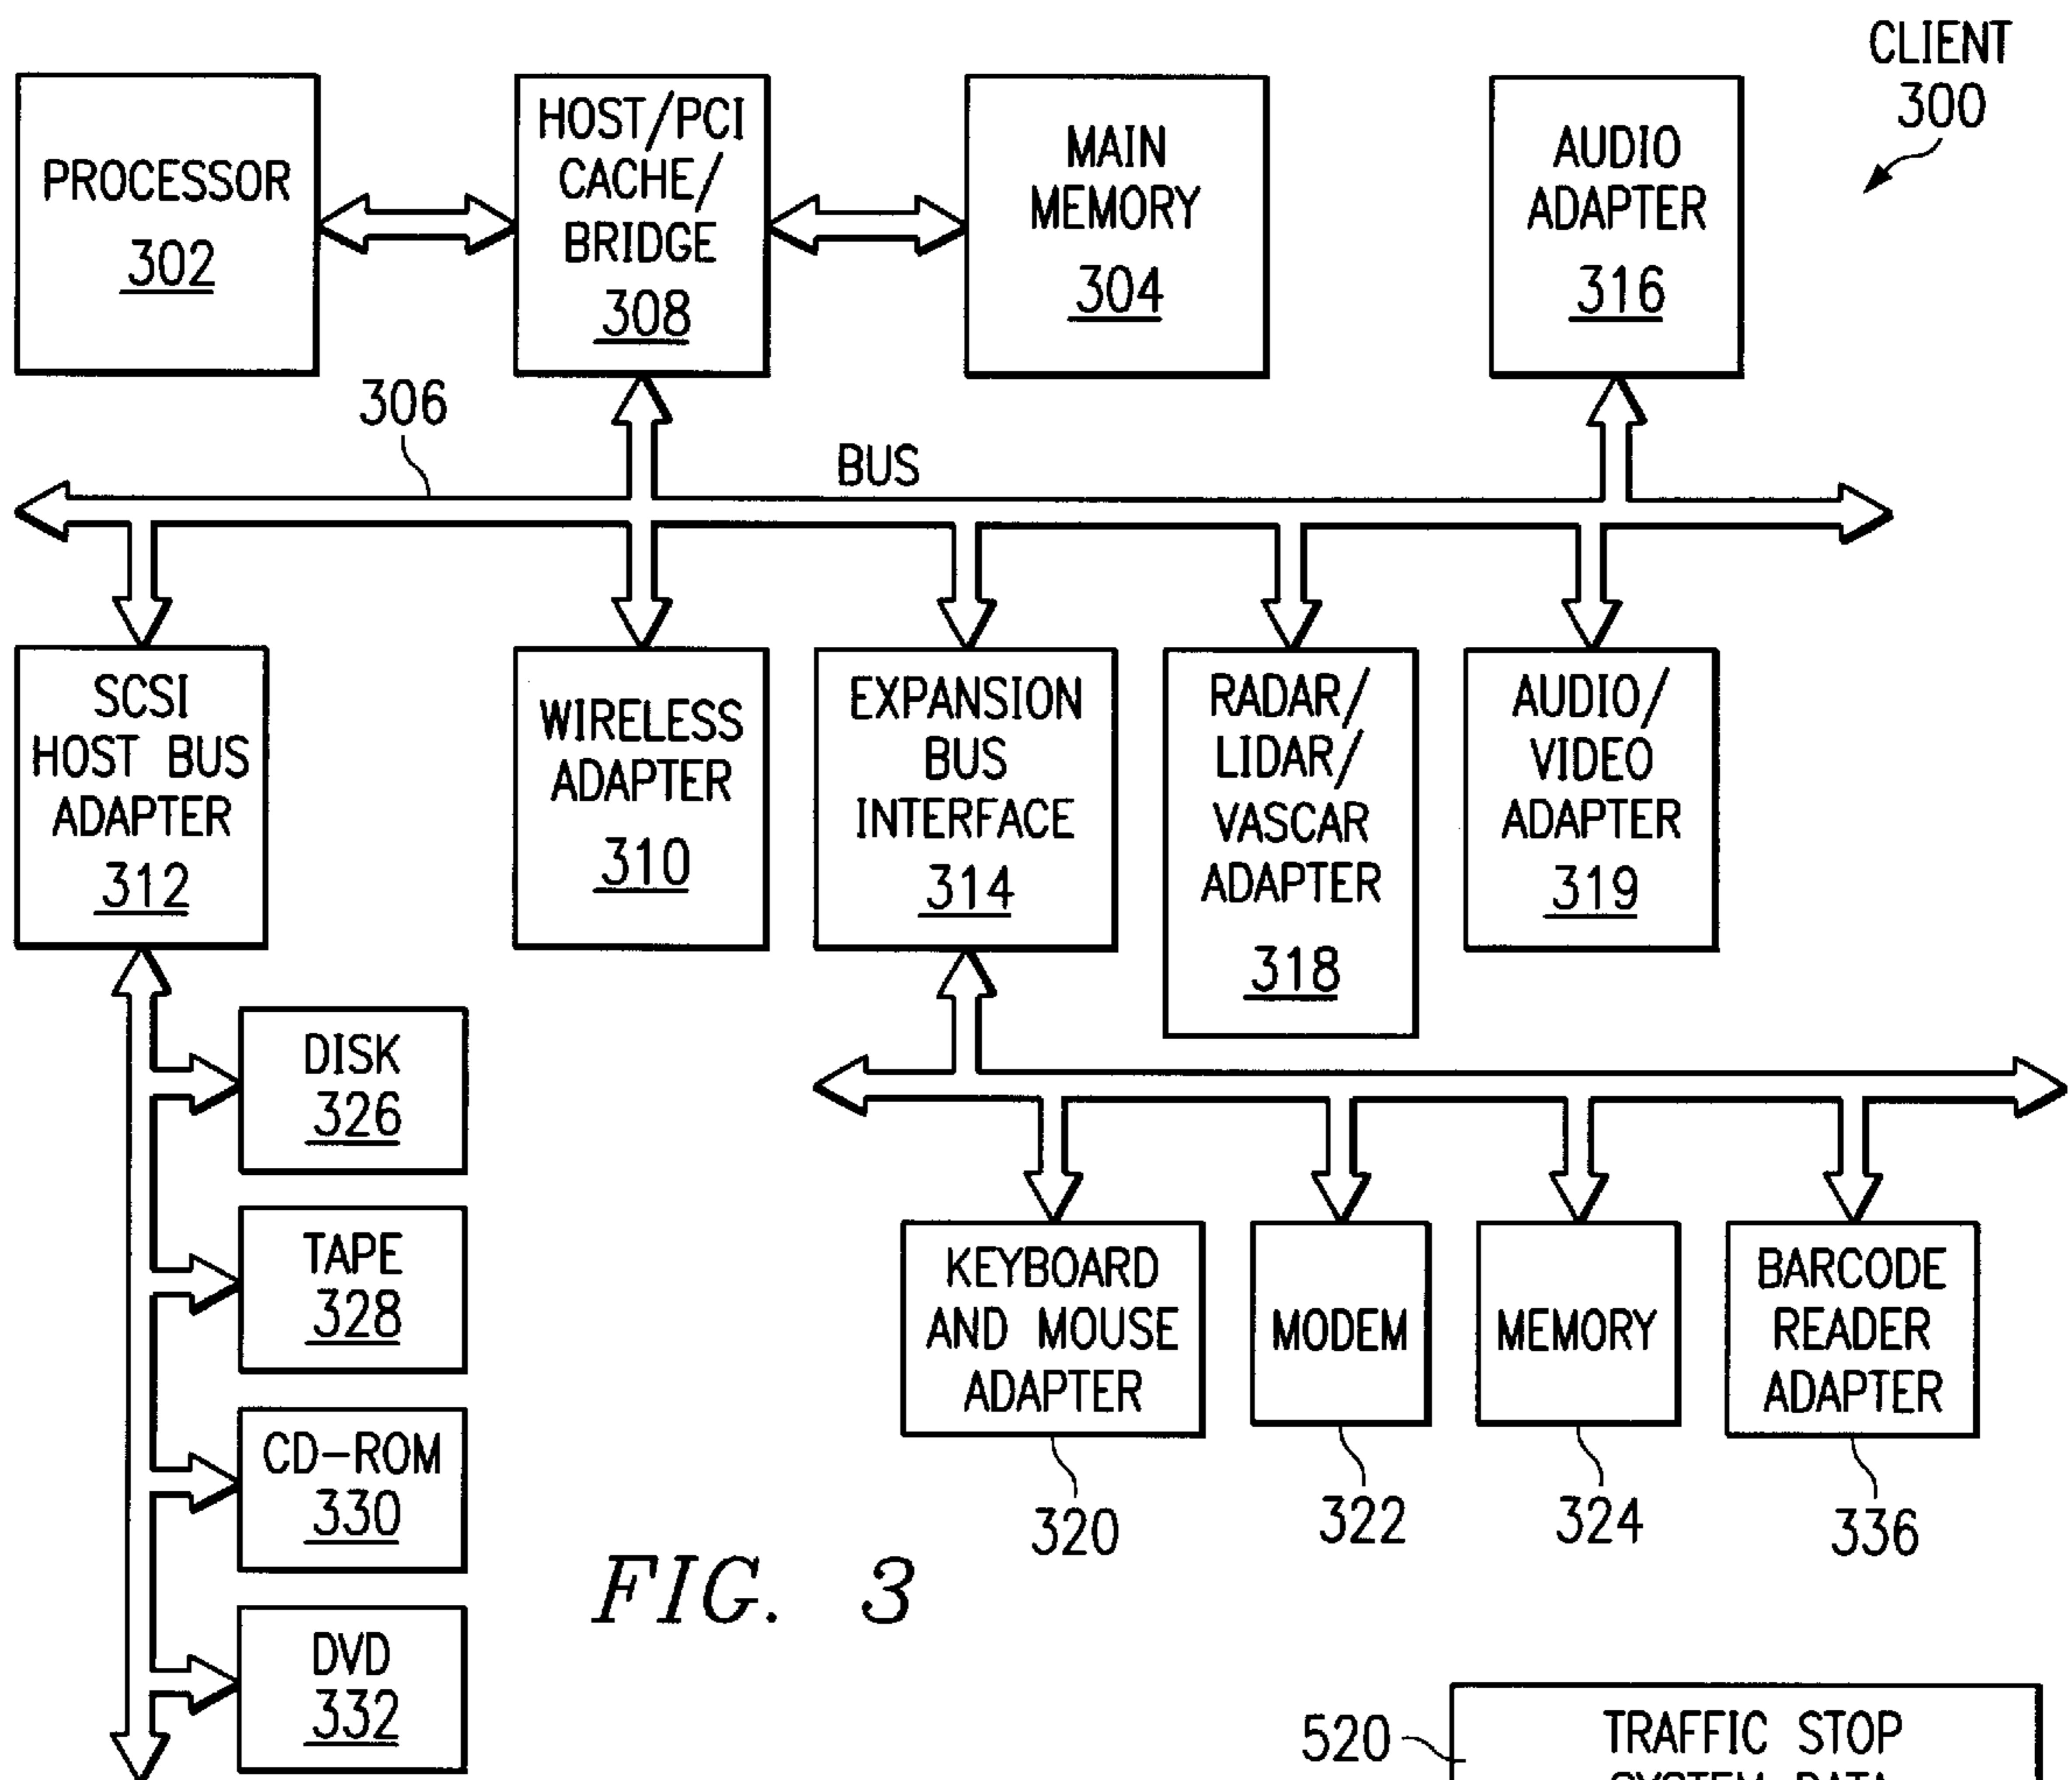 CLIENT
300
PROCESSOR
302
HOST/PCI
CACHE/
BRIDGE
308
MAIN
MEMORY
304
AUDIO
ADAPTER
316
306
BUS
SCSI
HOST BUS
ADAPTER
312
WIRELESS
ADAPTER
310
EXPANSION
BUS
INTERFACE
314
RADAR/
LIDAR/
VASCAR
ADAPTER
318
AUDIO/
VIDEO
ADAPTER
319
DISK
326
TAPE
328
CD-ROM
330
DVD
332
KEYBOARD
AND MOUSE
ADAPTER
320
MODEM
322
MEMORY
324
BARCODE
READER
ADAPTER
336
FIG. 3
520
TRAFFIC STOP
SYSTEM DATA